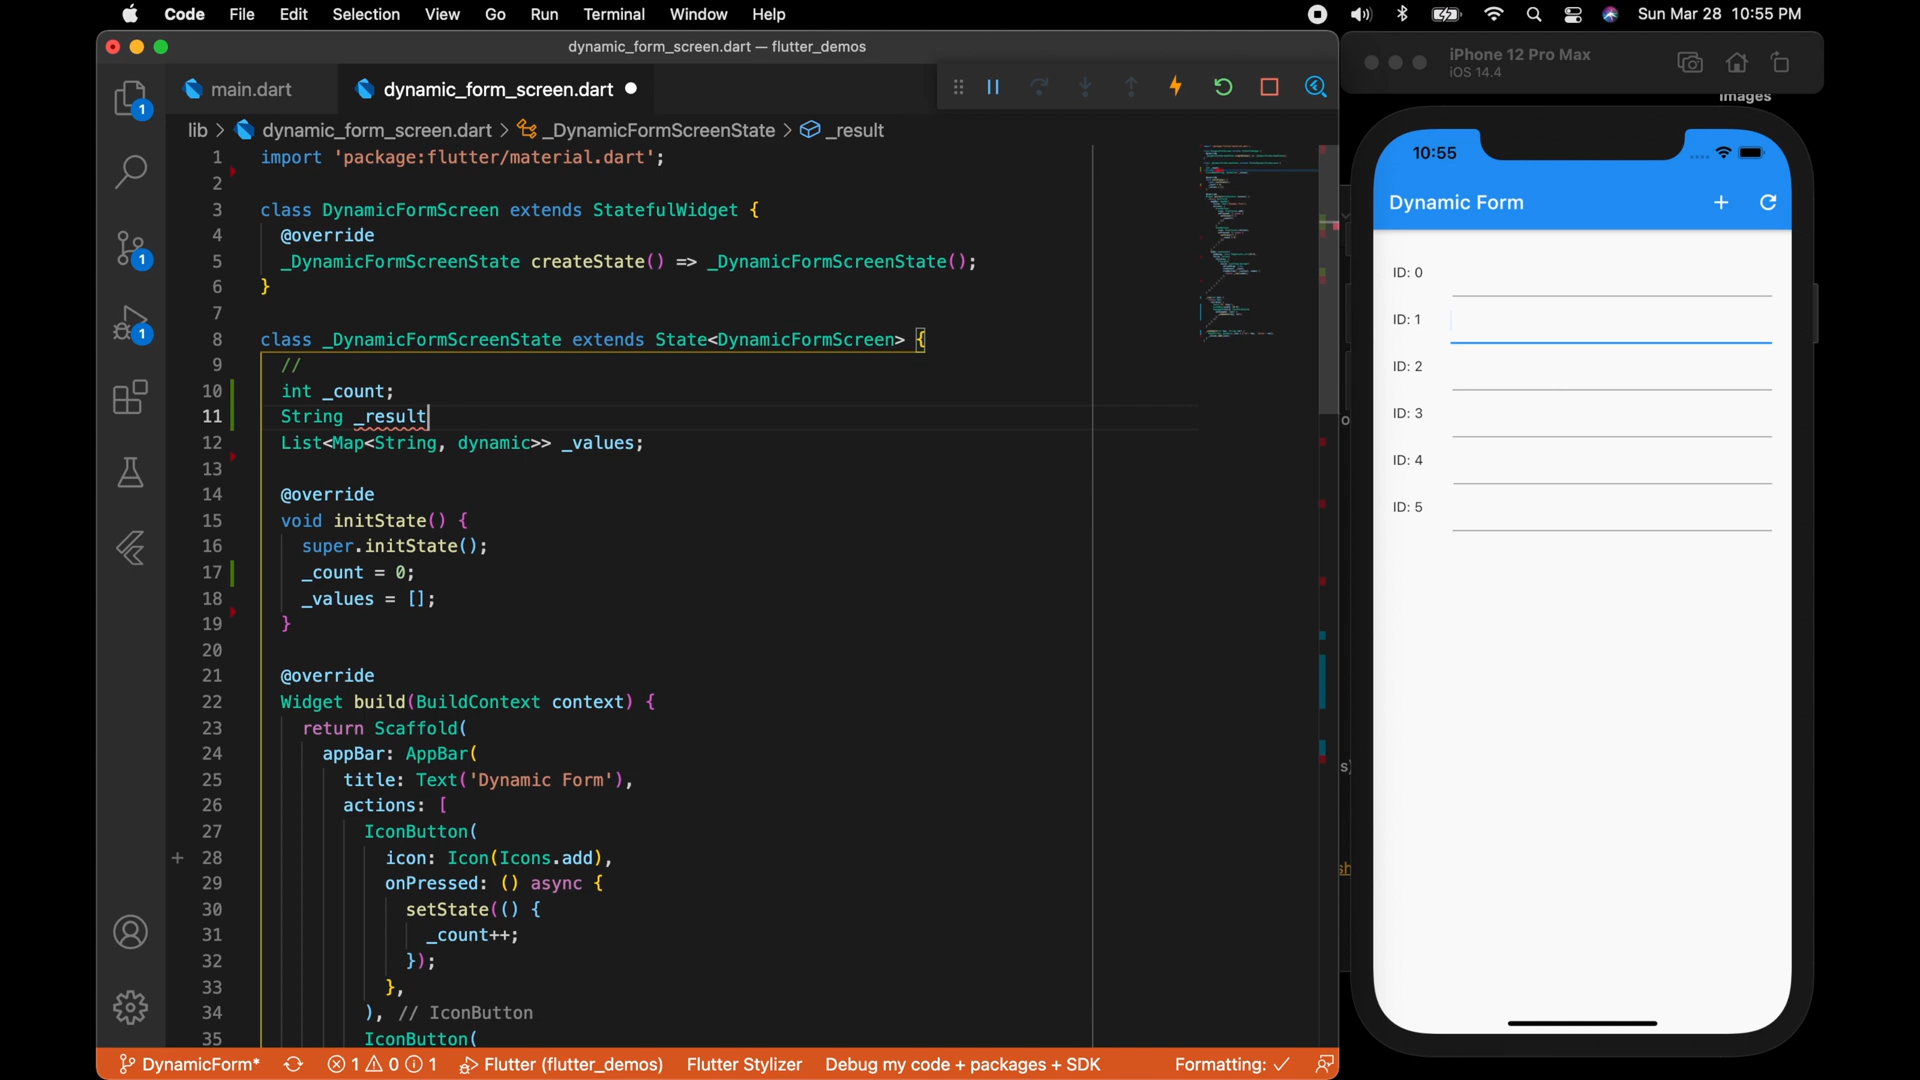 Code File Edit Selection View Go Run Terminal Window Help
Sun Mar 28 10:55 PM
dynamic_form_screen.dart — flutter_demos
main.dart
dynamic_form_screen.dart
lib > dynamic_form_screen.dart > _DynamicFormScreenState > _result
1 import 'package:flutter/material.dart';
2
3 class DynamicFormScreen extends StatefulWidget {
4 @override
5 _DynamicFormScreenState createState() => _DynamicFormScreenState();
6 }
7
8 class _DynamicFormScreenState extends State<DynamicFormScreen> {
9 //
10 int _count;
11 String _result
12 List<Map<String, dynamic>> _values;
13
14 @override
15 void initState() {
16 super.initState();
17 _count = 0;
18 _values = [];
19 }
20
21 @override
22 Widget build(BuildContext context) {
23 return Scaffold(
24 appBar: AppBar(
25 title: Text('Dynamic Form'),
26 actions: [
27 IconButton(
28 icon: Icon(Icons.add),
29 onPressed: () async {
30 setState(() {
31 _count++;
32 });
33 },
34 ), // IconButton
35 IconButton(
1
1
1
DynamicForm* 1 0 1 Flutter (flutter_demos) Flutter Stylizer Debug my code + packages + SDK Formatting: ✓
iPhone 12 Pro Max
iOS 14.4
images
10:55
Dynamic Form +
ID: 0
ID: 1
ID: 2
ID: 3
ID: 4
ID: 5